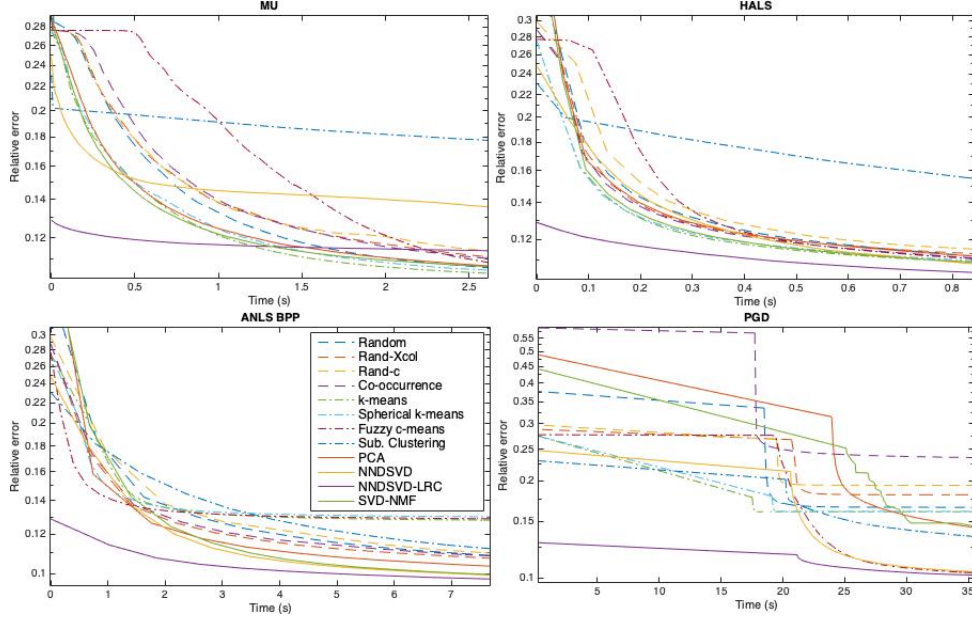 MU
Relative error
0.28
0.26
0.24
0.22
0.2
0.18
0.16
0.14
0.12
0 0.5 1 1.5 2 2.5
Time (s)
HALS
Relative error
0.3
0.28
0.26
0.24
0.22
0.2
0.18
0.16
0.14
0.12
0 0.1 0.2 0.3 0.4 0.5 0.6 0.7 0.8
Time (s)
ANLS BPP
Relative error
0.3
0.28
0.26
0.24
0.22
0.2
0.18
0.16
0.14
0.12
0.1
0 1 2 3 4 5 6 7
Time (s)
Random
Rand-Xcol
Rand-c
Co-occurrence
k-means
Spherical k-means
Fuzzy c-means
Sub. Clustering
PCA
NNDSVD
NNDSVD-LRC
SVD-NMF
PGD
Relative error
0.55
0.5
0.45
0.4
0.35
0.3
0.25
0.2
0.15
0.1
5 10 15 20 25 30 35
Time (s)